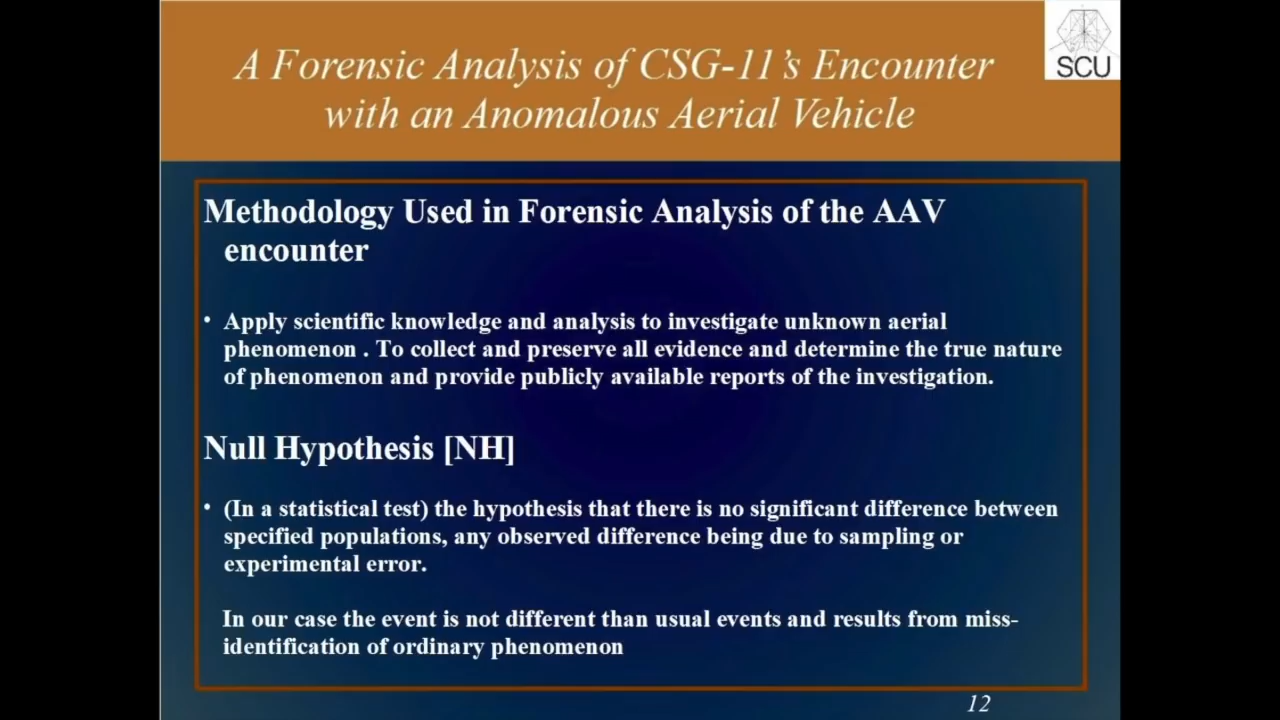 A Forensic Analysis of CSG-11's Encounter
with an Anomalous Aerial Vehicle
SCU
Methodology Used in Forensic Analysis of the AAV
encounter
• Apply scientific knowledge and analysis to investigate unknown aerial
phenomenon . To collect and preserve all evidence and determine the true nature
of phenomenon and provide publicly available reports of the investigation.
Null Hypothesis [NH]
• (In a statistical test) the hypothesis that there is no significant difference between
specified populations, any observed difference being due to sampling or
experimental error.
In our case the event is not different than usual events and results from miss-
identification of ordinary phenomenon
12